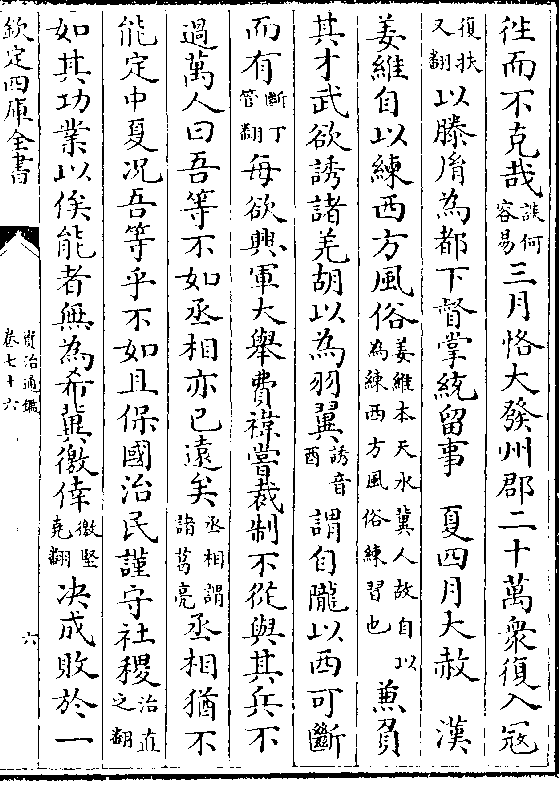 徃而不克哉談何容易三月恪大發州郡二十萬衆復入冦
復扶又翻以滕𦙍為都下督掌統留事　夏四月大赦　漢
姜維自以練西方風俗姜維本天水冀人故自以為練西方風俗練習也兼負
其才武欲誘諸羌胡以為羽翼誘音酉謂自隴以西可斷
而有斷丁管翻每欲興軍大舉費禕嘗裁制不從與其兵不
過萬人曰吾等不如丞相亦已遠矣丞相謂諸葛亮丞相猶不
能定中夏况吾等乎不如且保國治民謹守社稷治直之翻
如其功業以俟能者無為希冀徼倖徼堅堯翻决成敗於一
欽定四庫全書
資治通鑑
卷七十六
六